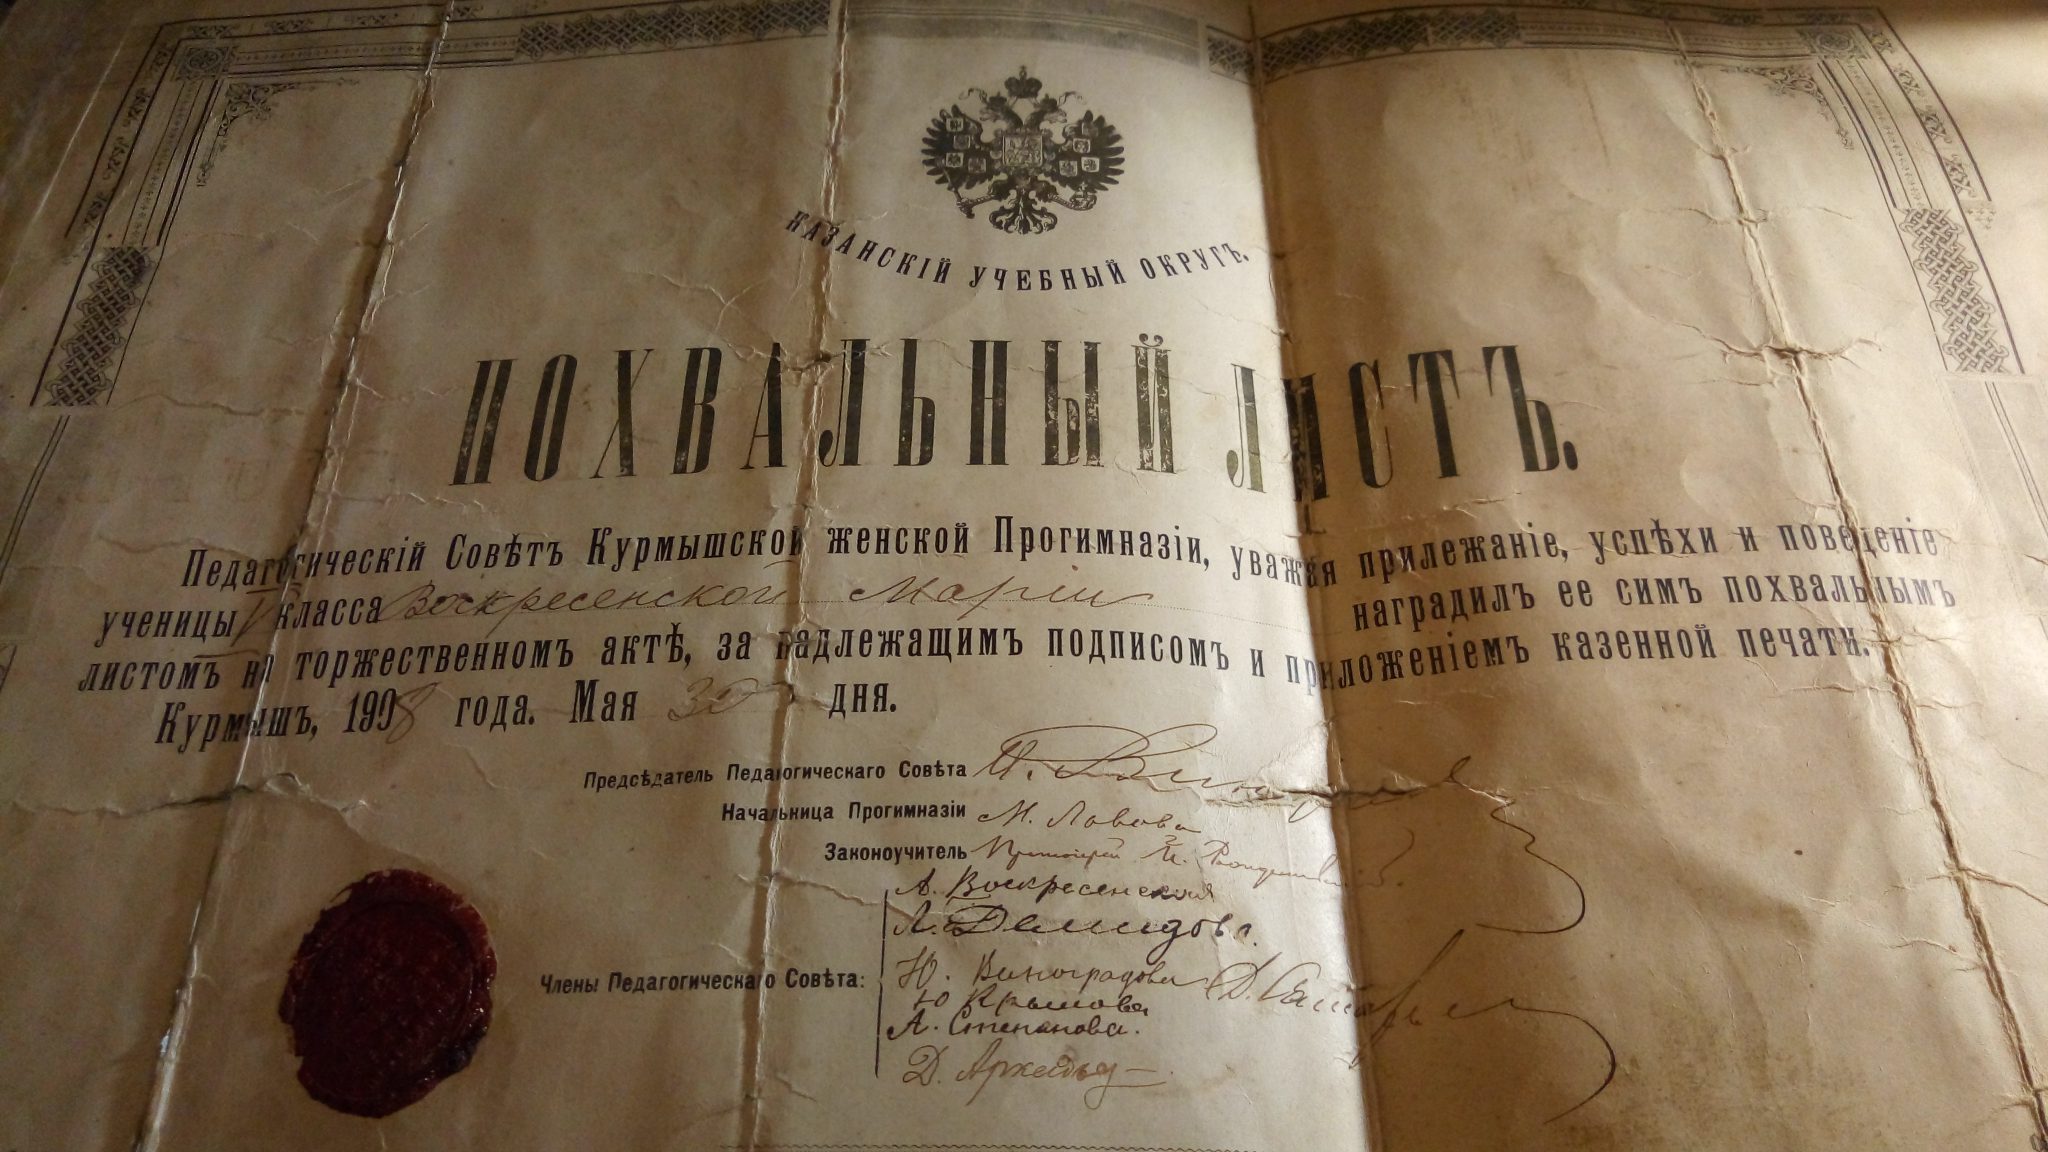 КАЗАНСКІЙ УЧЕБНЫЙ ОКРУГЪ.
ПОХВАЛЬНЫЙ ЛИСТЪ.
Педагогическій Совѣтъ Курмышской женской Прогимназіи, уважая прилежаніе, успѣхи и поведеніе
ученицы класса Воскресенской Маріи наградилъ ее симъ похвальнымъ
листомъ на торжественномъ актѣ, за надлежащимъ подписомъ и приложеніемъ казенной печати.
Курмышъ, 1908 года. Мая 30 дня.
Предсѣдатель Педагогическаго Совѣта
Начальница Прогимназіи М.
Законоучитель Протоіерей
А. Воскресенская
Л. Демидова.
Члены Педагогическаго Совѣта: Ю. Виноградова Д.
Ю Крылова
А. Степанова.
Д.